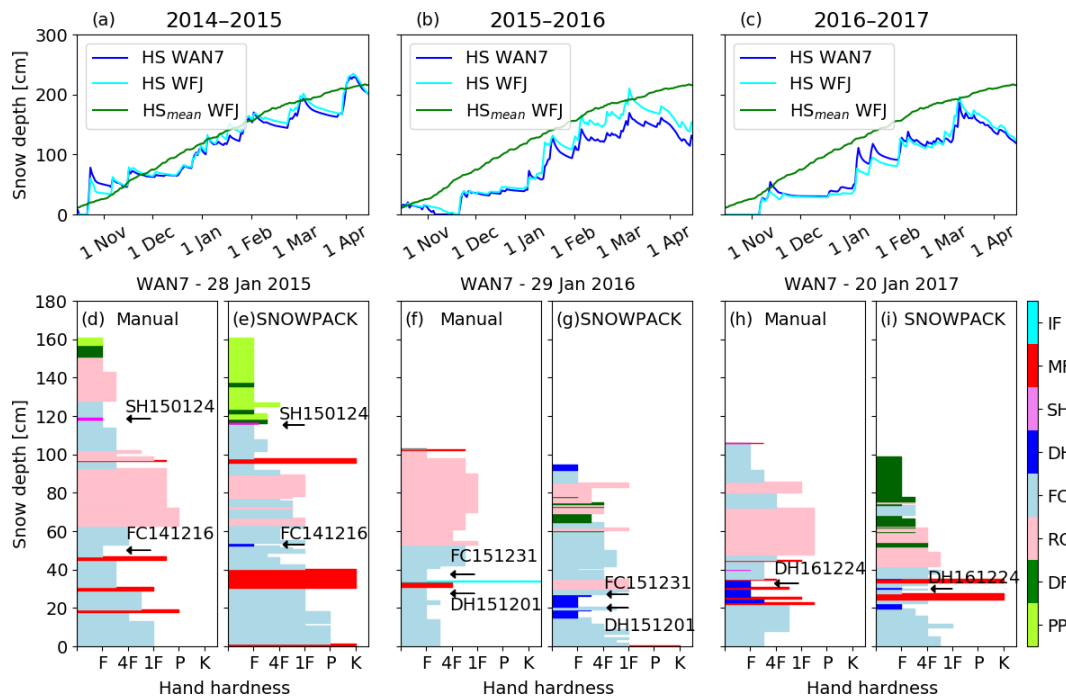 (a) 2014–2015
(b) 2015–2016
(c) 2016–2017
Snow depth [cm]
300
200
100
0
HS WAN7
HS WFJ
HSmean WFJ
HS WAN7
HS WFJ
HSmean WFJ
HS WAN7
HS WFJ
HSmean WFJ
1 Nov 1 Dec 1 Jan 1 Feb 1 Mar 1 Apr
1 Nov 1 Dec 1 Jan 1 Feb 1 Mar 1 Apr
1 Nov 1 Dec 1 Jan 1 Feb 1 Mar 1 Apr
WAN7 - 28 Jan 2015
WAN7 - 29 Jan 2016
WAN7 - 20 Jan 2017
Snow depth [cm]
180
160
140
120
100
80
60
40
20
0
(d) Manual
SH150124
FC141216
(e) SNOWPACK
SH150124
FC141216
(f) Manual
FC151231
DH151201
(g) SNOWPACK
FC151231
DH151201
(h) Manual
DH161224
(i) SNOWPACK
DH161224
F 4F 1F P K
F 4F 1F P K
F 4F 1F P K
F 4F 1F P K
F 4F 1F P K
F 4F 1F P K
Hand hardness
Hand hardness
Hand hardness
IF
SH
DH
PP